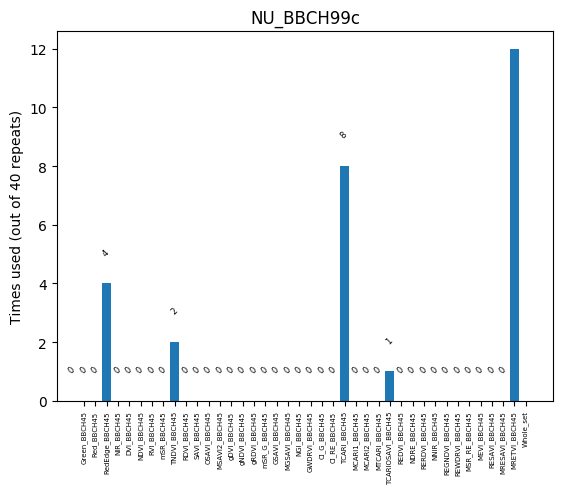 NU_BBCH99c
Times used (out of 40 repeats)
12
10
8
6
4
2
0
0 0 0 4 0 0 0 0 0 2 0 0 0 0 0 0 0 0 0 0 0 0 0 0 8 0 0 0 1 0 0 0 0 0 0 0 0 0 0
Green_BBCH45
Red_BBCH45
RedEdge_BBCH45
NIR_BBCH45
DVI_BBCH45
NDVI_BBCH45
RVI_BBCH45
mSR_BBCH45
TNDVI_BBCH45
RDVI_BBCH45
SAVI_BBCH45
OSAVI_BBCH45
MSAVI2_BBCH45
gDVI_BBCH45
gNDVI_BBCH45
gRDVI_BBCH45
mSR_G_BBCH45
GSAVI_BBCH45
MGSAVI_BBCH45
NGI_BBCH45
GWDRVI_BBCH45
CI_G_BBCH45
CI_RE_BBCH45
TCARI_BBCH45
MCARI1_BBCH45
MCARI2_BBCH45
MTCARI_BBCH45
TCARIOSAVI_BBCH45
REDVI_BBCH45
NDRE_BBCH45
RERDVI_BBCH45
NNIR_BBCH45
REGNDVI_BBCH45
REWDRVI_BBCH45
MSR_RE_BBCH45
MEVI_BBCH45
RESAVI_BBCH45
MRESAVI_BBCH45
MRETVI_BBCH45
Whole_set